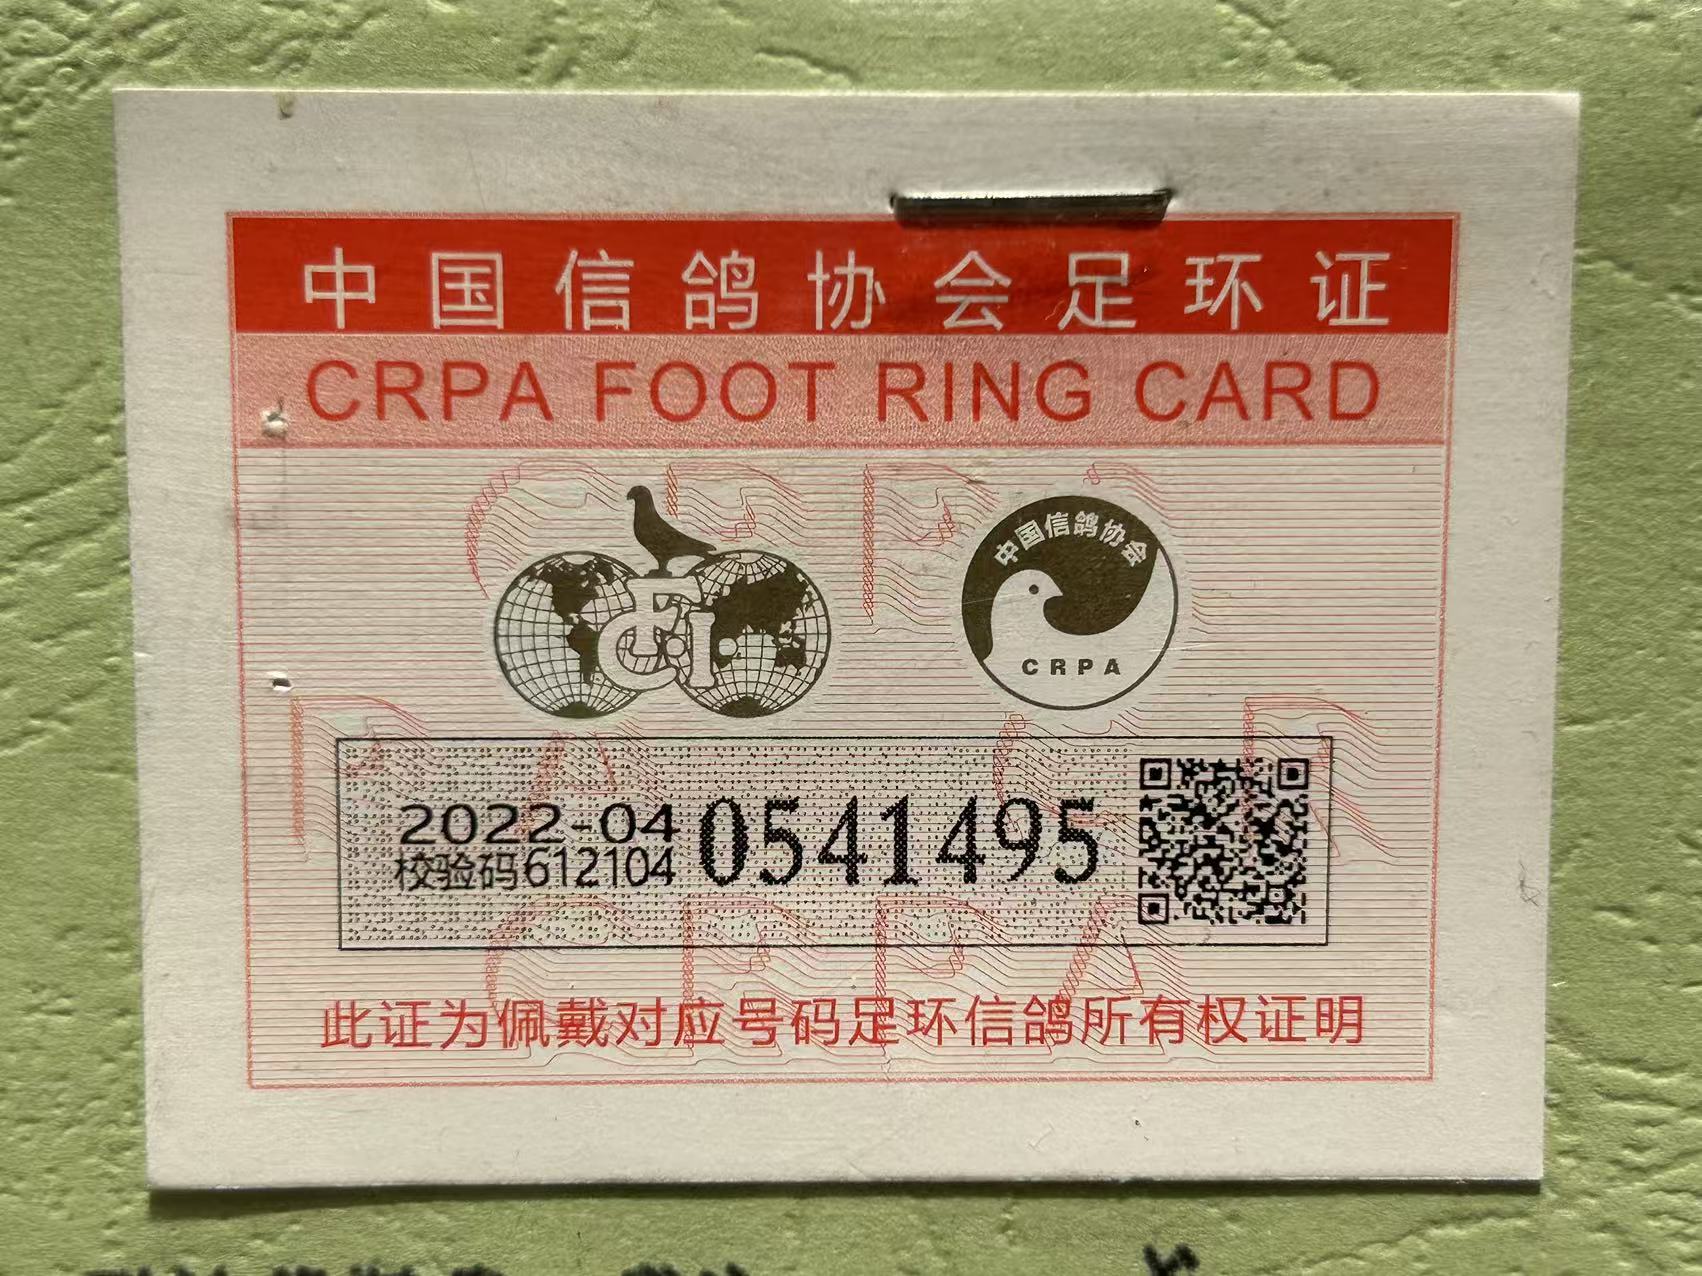 中国信鸽协会足环证
CRPA FOOT RING CARD
中国信鸽协会
CRPA
2022-04 0541495
校验码612104
此证为佩戴对应号码足环信鸽所有权证明